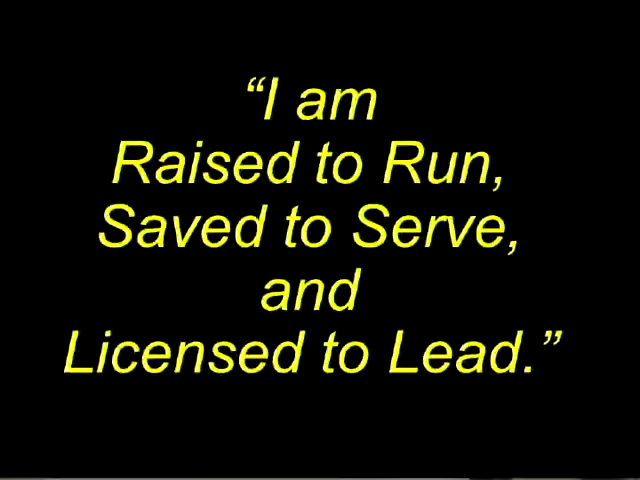 “I am
Raised to Run,
Saved to Serve,
and
Licensed to Lead.”